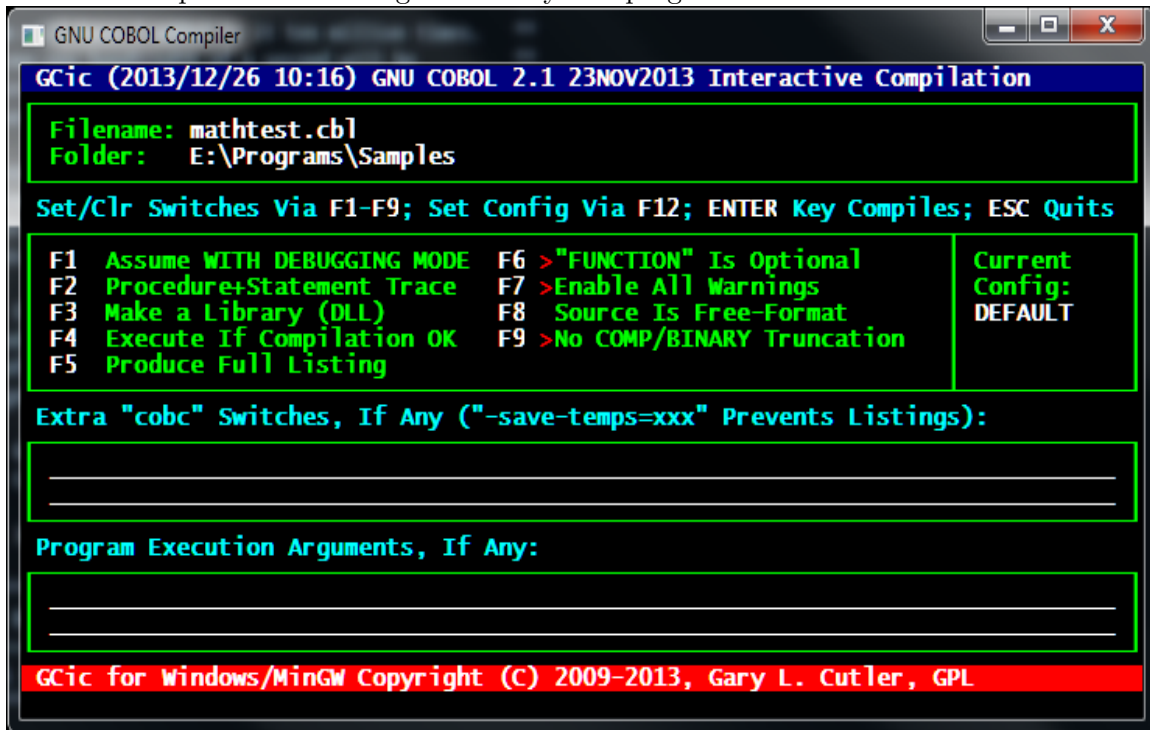 GNU COBOL Compiler
GCic (2013/12/26 10:16) GNU COBOL 2.1 23NOV2013 Interactive Compilation
Filename: mathtest.cbl
Folder: E:\Programs\Samples
Set/Clr Switches Via F1-F9; Set Config Via F12; ENTER Key Compiles; ESC Quits
F1 Assume WITH DEBUGGING MODE F6 >"FUNCTION" Is Optional Current
F2 Procedure+Statement Trace F7 >Enable All Warnings Config:
F3 Make a Library (DLL) F8 Source Is Free-Format DEFAULT
F4 Execute If Compilation OK F9 >No COMP/BINARY Truncation
F5 Produce Full Listing
Extra "cobc" Switches, If Any ("-save-temps=xxx" Prevents Listings):
Program Execution Arguments, If Any:
GCic for Windows/MinGW Copyright (C) 2009-2013, Gary L. Cutler, GPL